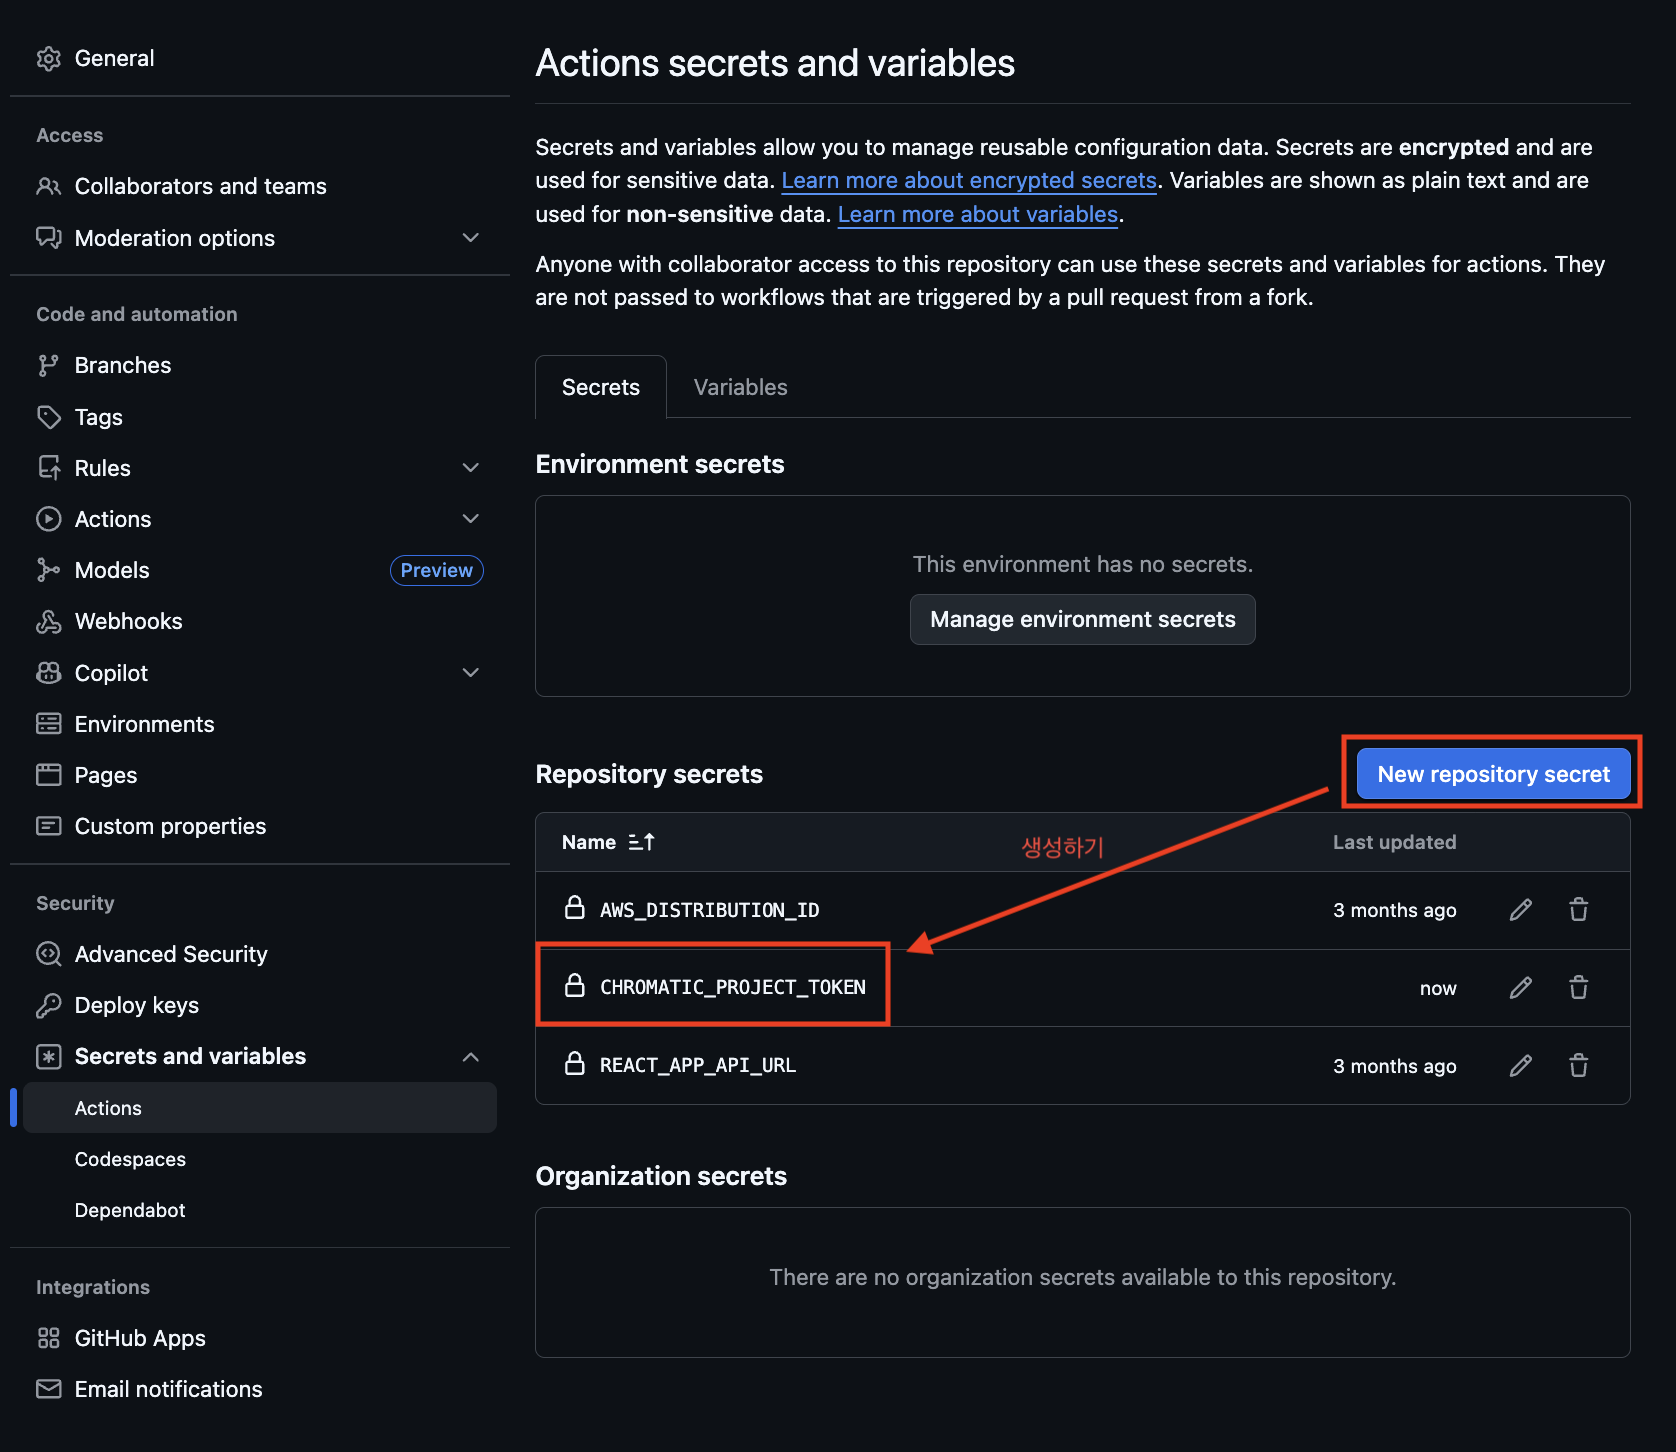 General
Access
Collaborators and teams
Moderation options
Code and automation
Branches
Tags
Rules
Actions
Models
Preview
Webhooks
Copilot
Environments
Pages
Custom properties
Security
Advanced Security
Deploy keys
Secrets and variables
Actions
Codespaces
Dependabot
Integrations
GitHub Apps
Email notifications
Actions secrets and variables
Secrets and variables allow you to manage reusable configuration data. Secrets are encrypted and are
used for sensitive data. Learn more about encrypted secrets. Variables are shown as plain text and are
used for non-sensitive data. Learn more about variables.
Anyone with collaborator access to this repository can use these secrets and variables for actions. They
are not passed to workflows that are triggered by a pull request from a fork.
Secrets
Variables
Environment secrets
This environment has no secrets.
Manage environment secrets
Repository secrets
New repository secret
Name
생성하기
Last updated
AWS_DISTRIBUTION_ID
3 months ago
CHROMATIC_PROJECT_TOKEN
now
REACT_APP_API_URL
3 months ago
Organization secrets
There are no organization secrets available to this repository.